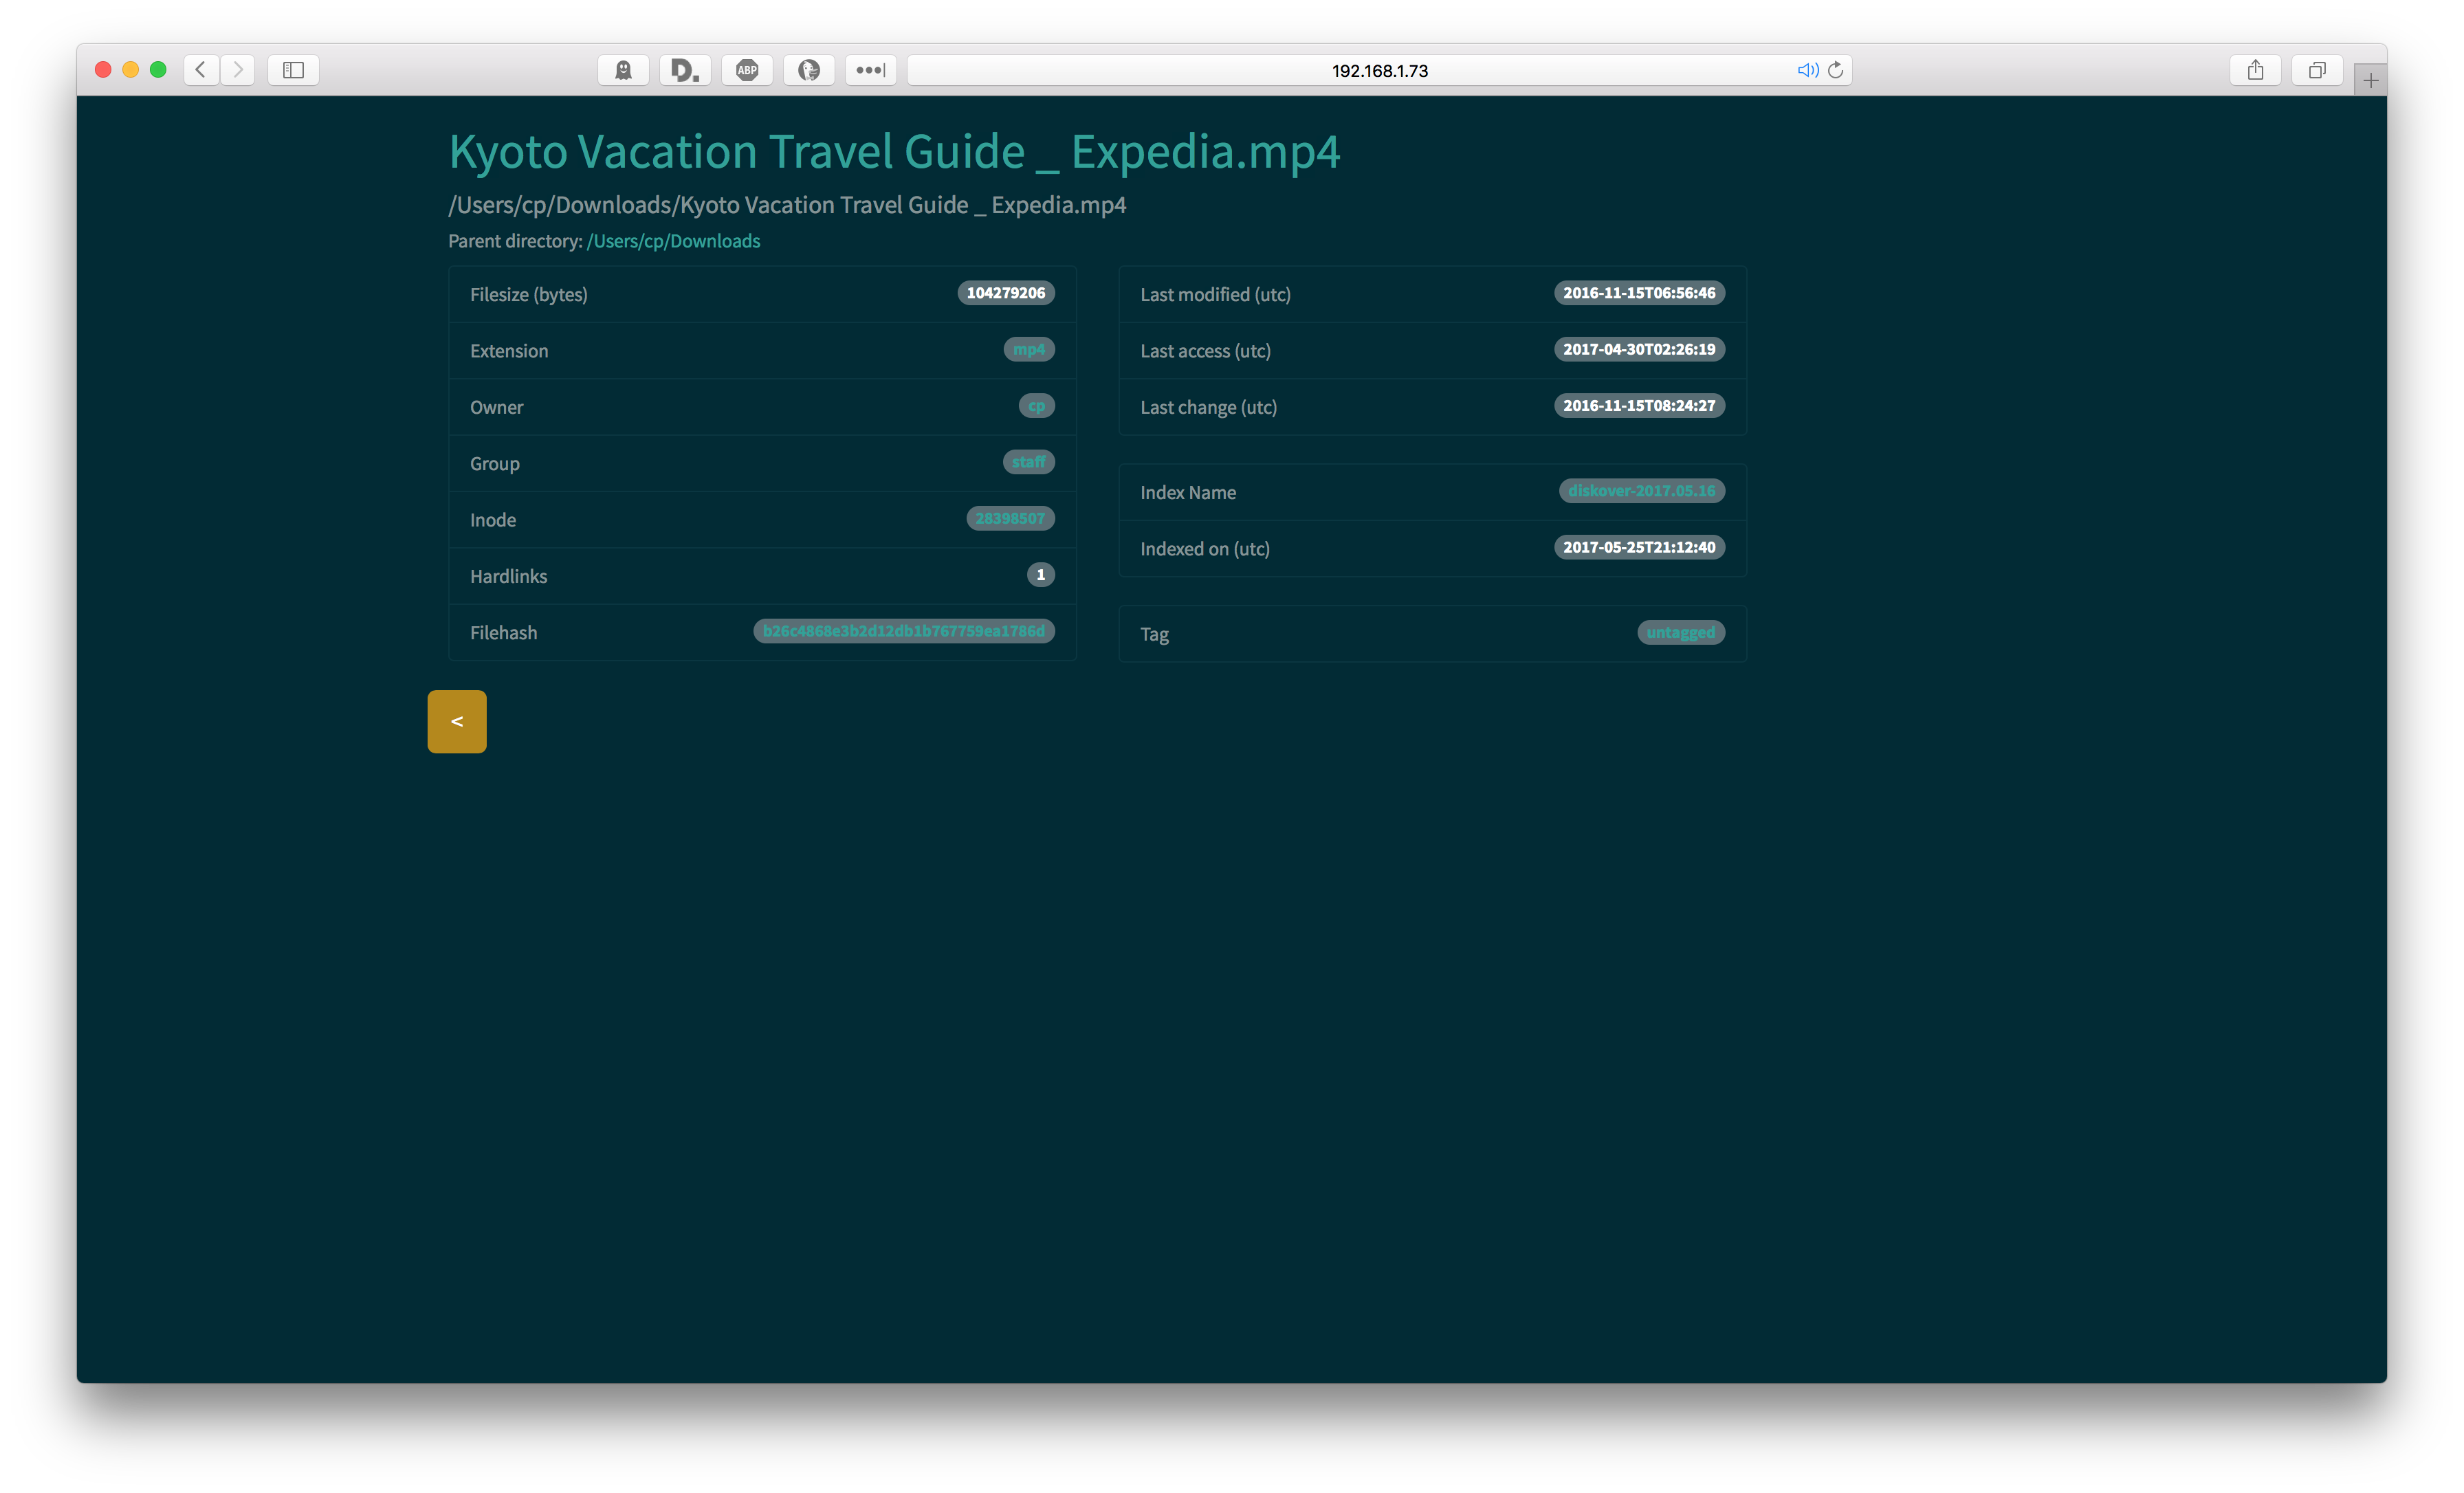 D. ABP 192.168.1.73
Kyoto Vacation Travel Guide _ Expedia.mp4
/Users/cp/Downloads/Kyoto Vacation Travel Guide _ Expedia.mp4
Parent directory: /Users/cp/Downloads
Filesize (bytes) 104279206
Extension mp4
Owner cp
Group staff
Inode 28398507
Hardlinks 1
Filehash b26c4868e3b2d12db1b767759ea1786d
Last modified (utc) 2016-11-15T06:56:46
Last access (utc) 2017-04-30T02:26:19
Last change (utc) 2016-11-15T08:24:27
Index Name diskover-2017.05.16
Indexed on (utc) 2017-05-25T21:12:40
Tag untagged
<